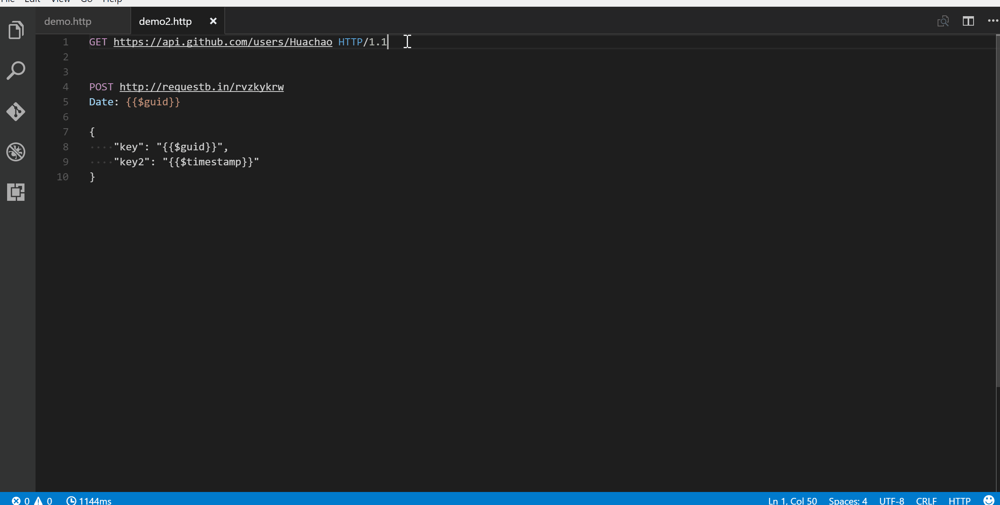 File Edit View Go Help
demo.http demo2.http
1 GET https://api.github.com/users/Huachao HTTP/1.1
2
3
4 POST http://requestb.in/rvzkykrw
5 Date: {{$guid}}
6
7 {
8 ····"key": "{{$guid}}",
9 ····"key2": "{{$timestamp}}"
10 }
0 0 1144ms Ln 1, Col 50 Spaces: 4 UTF-8 CRLF HTTP